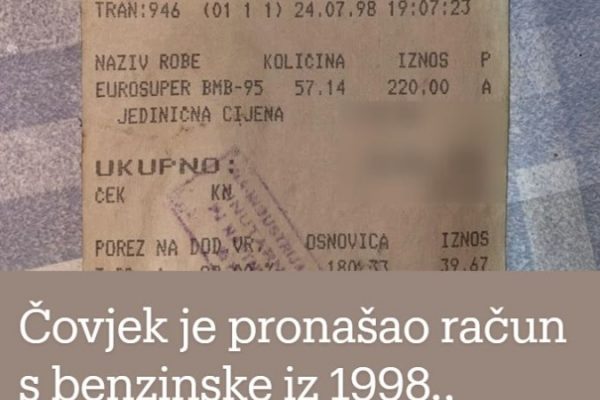 TRAN:946 (01 1 1) 24.07.98 19:07:23
NAZIV ROBE KOLIČINA IZNOS P
EUROSUPER BMB-95 57.14 220,00 A
JEDINIČNA CIJENA
UKUPNO:
ČEK KN
POREZ NA DOD.VR. OSNOVICA IZNOS
180.33 39.67
Čovjek je pronašao račun
s benzinske iz 1998..